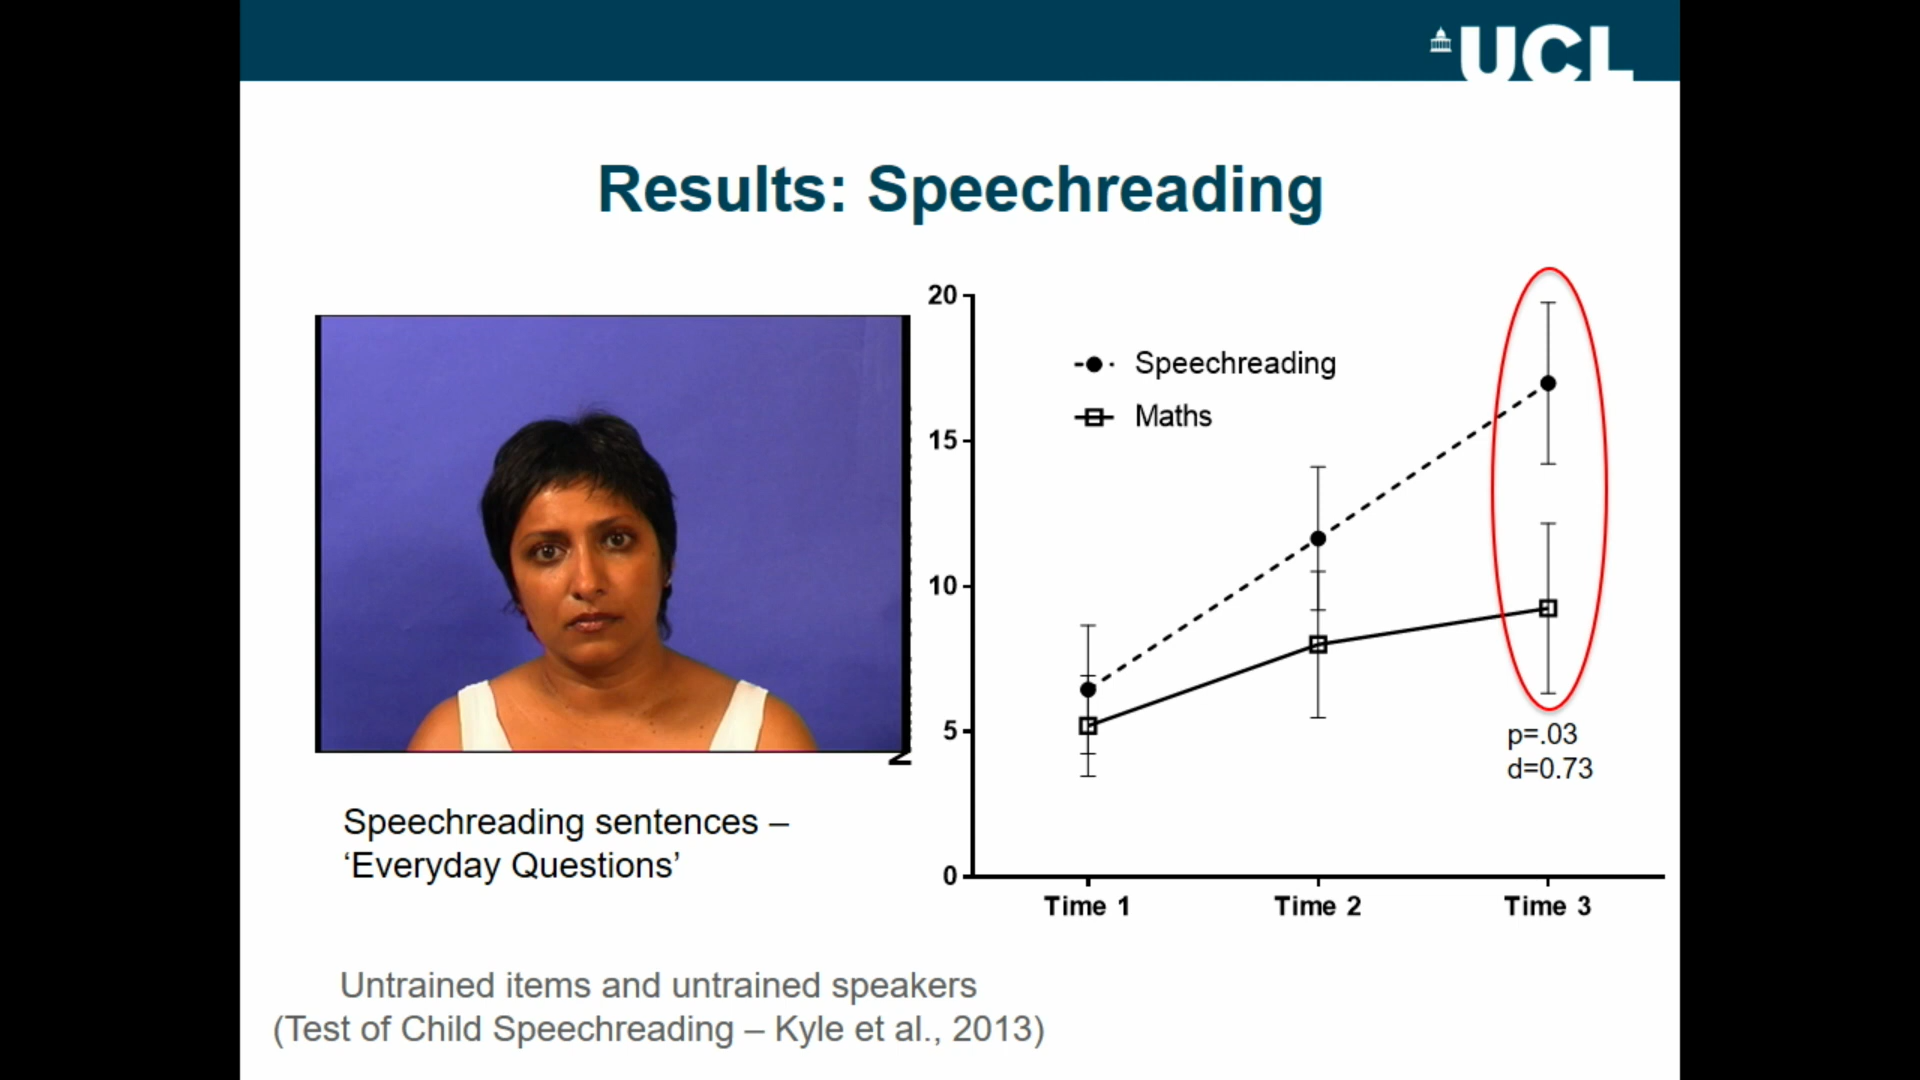 UCL
Results: Speechreading
20
15
10
5
0
Speechreading
Maths
p=.03
d=0.73
Time 1 Time 2 Time 3
Speechreading sentences –
‘Everyday Questions’
Untrained items and untrained speakers
(Test of Child Speechreading – Kyle et al., 2013)